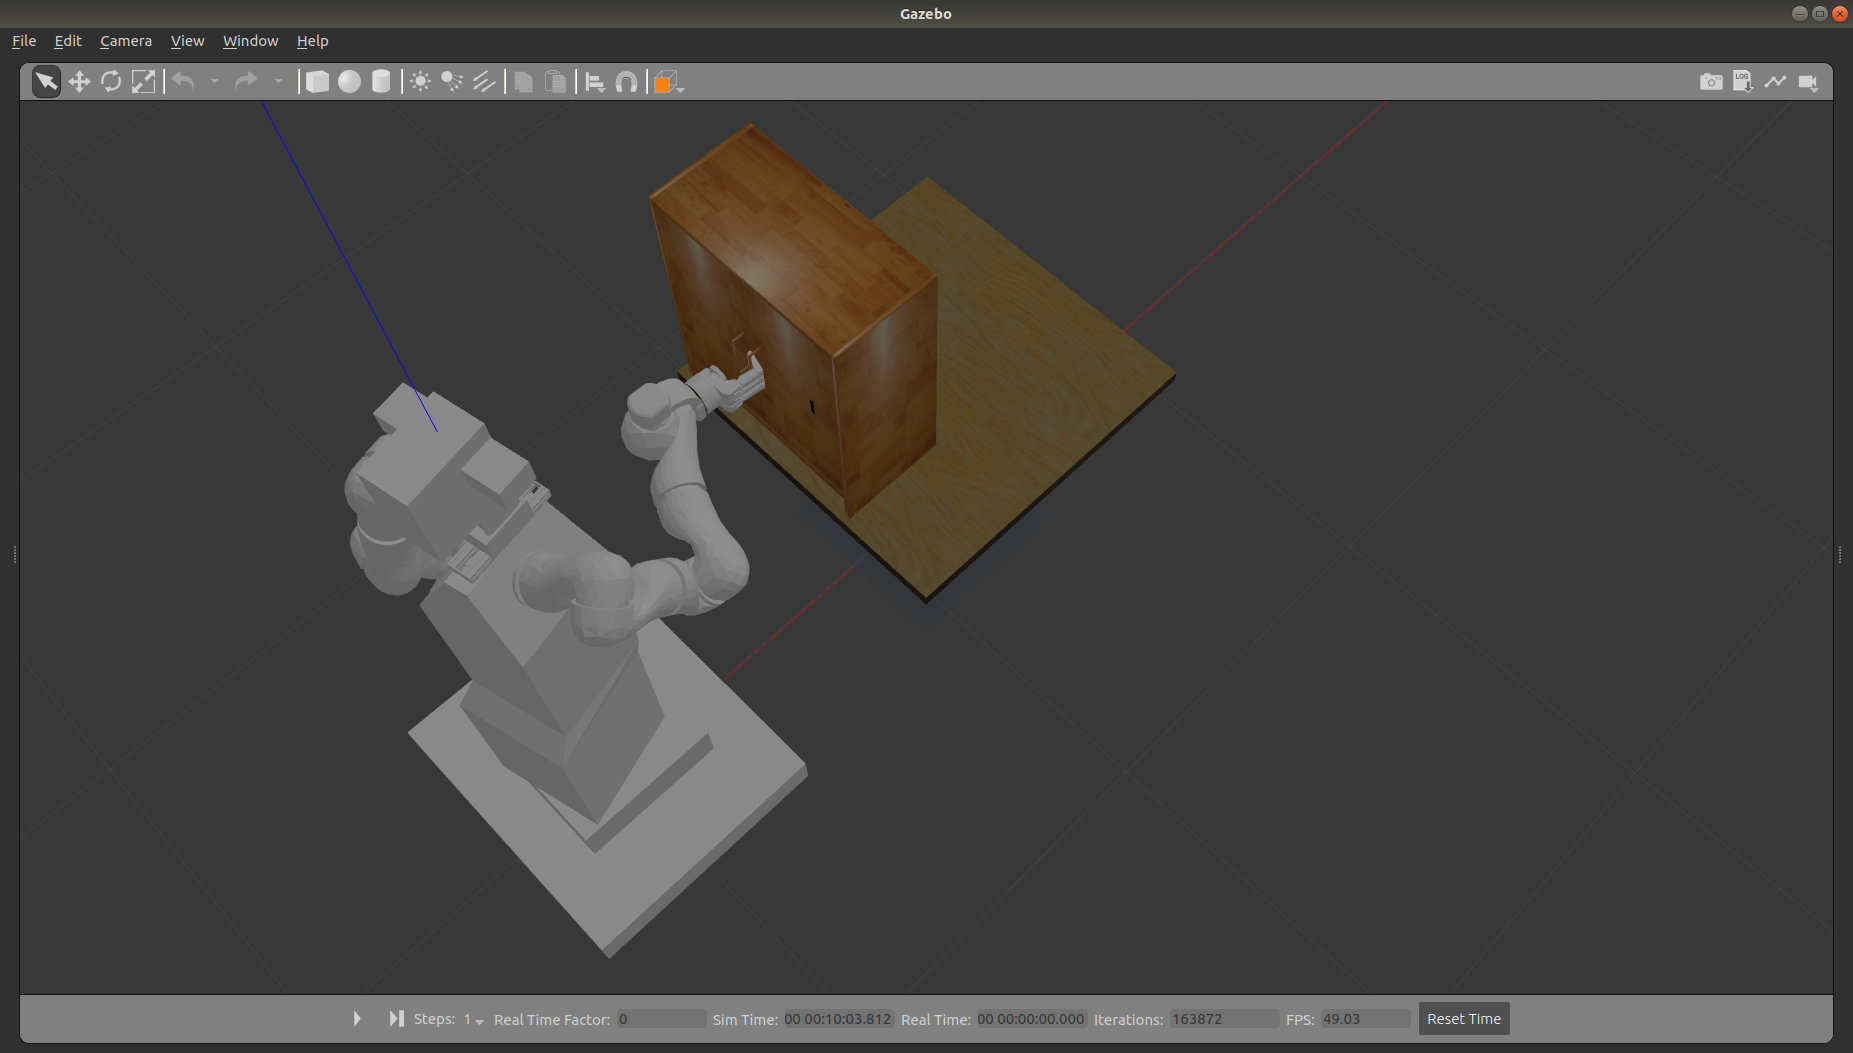 Gazebo
File Edit Camera View Window Help
LOG
Steps: 1 Real Time Factor: 0 Sim Time: 00 00:10:03.812 Real Time: 00 00:00:00.000 Iterations: 163872 FPS: 49.03 Reset Time